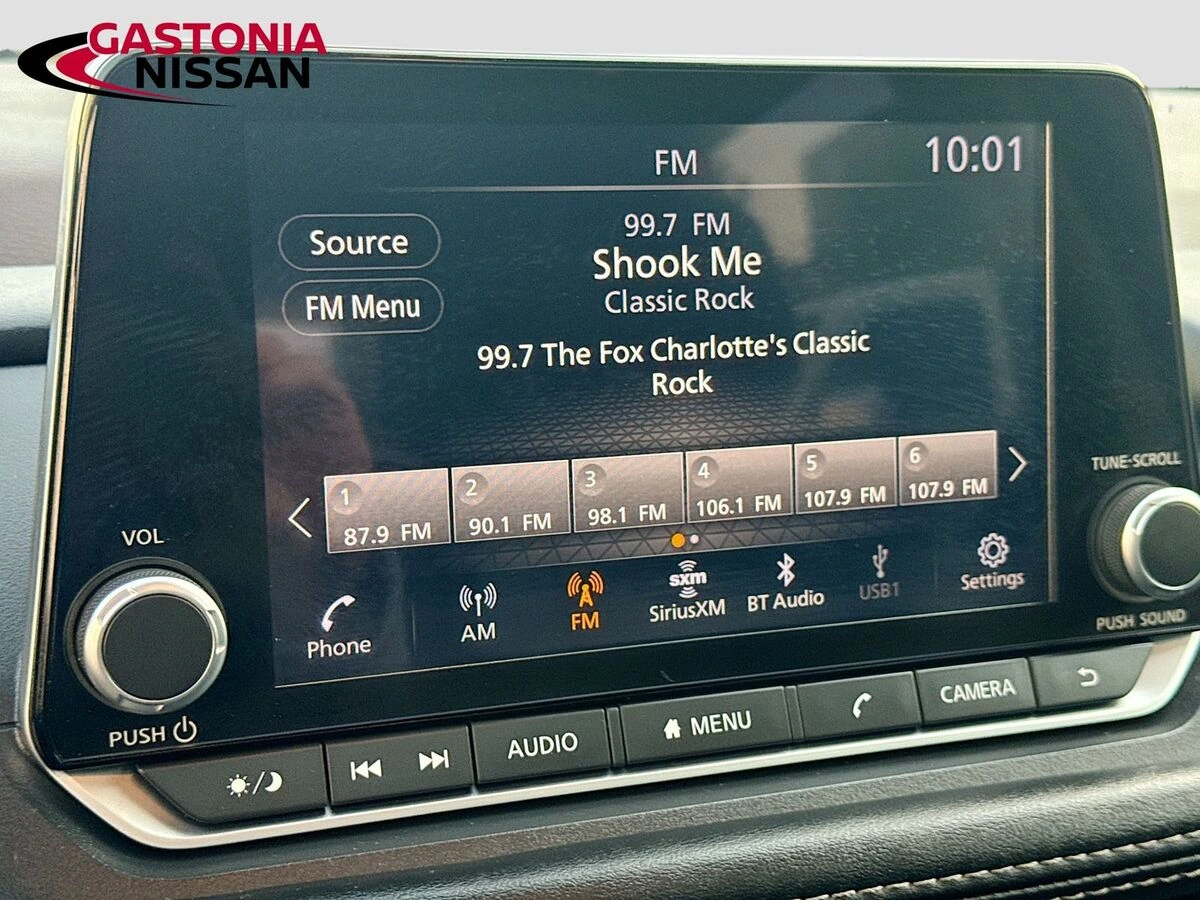 GASTONIA
NISSAN
FM
10:01
Source
FM Menu
99.7 FM
Shook Me
Classic Rock
99.7 The Fox Charlotte's Classic
Rock
1
87.9 FM
2
90.1 FM
3
98.1 FM
4
106.1 FM
5
107.9 FM
6
107.9 FM
TUNE·SCROLL
VOL
Phone
AM
FM
sxm
SiriusXM
BT Audio
USB1
Settings
PUSH SOUND
PUSH
AUDIO
MENU
CAMERA